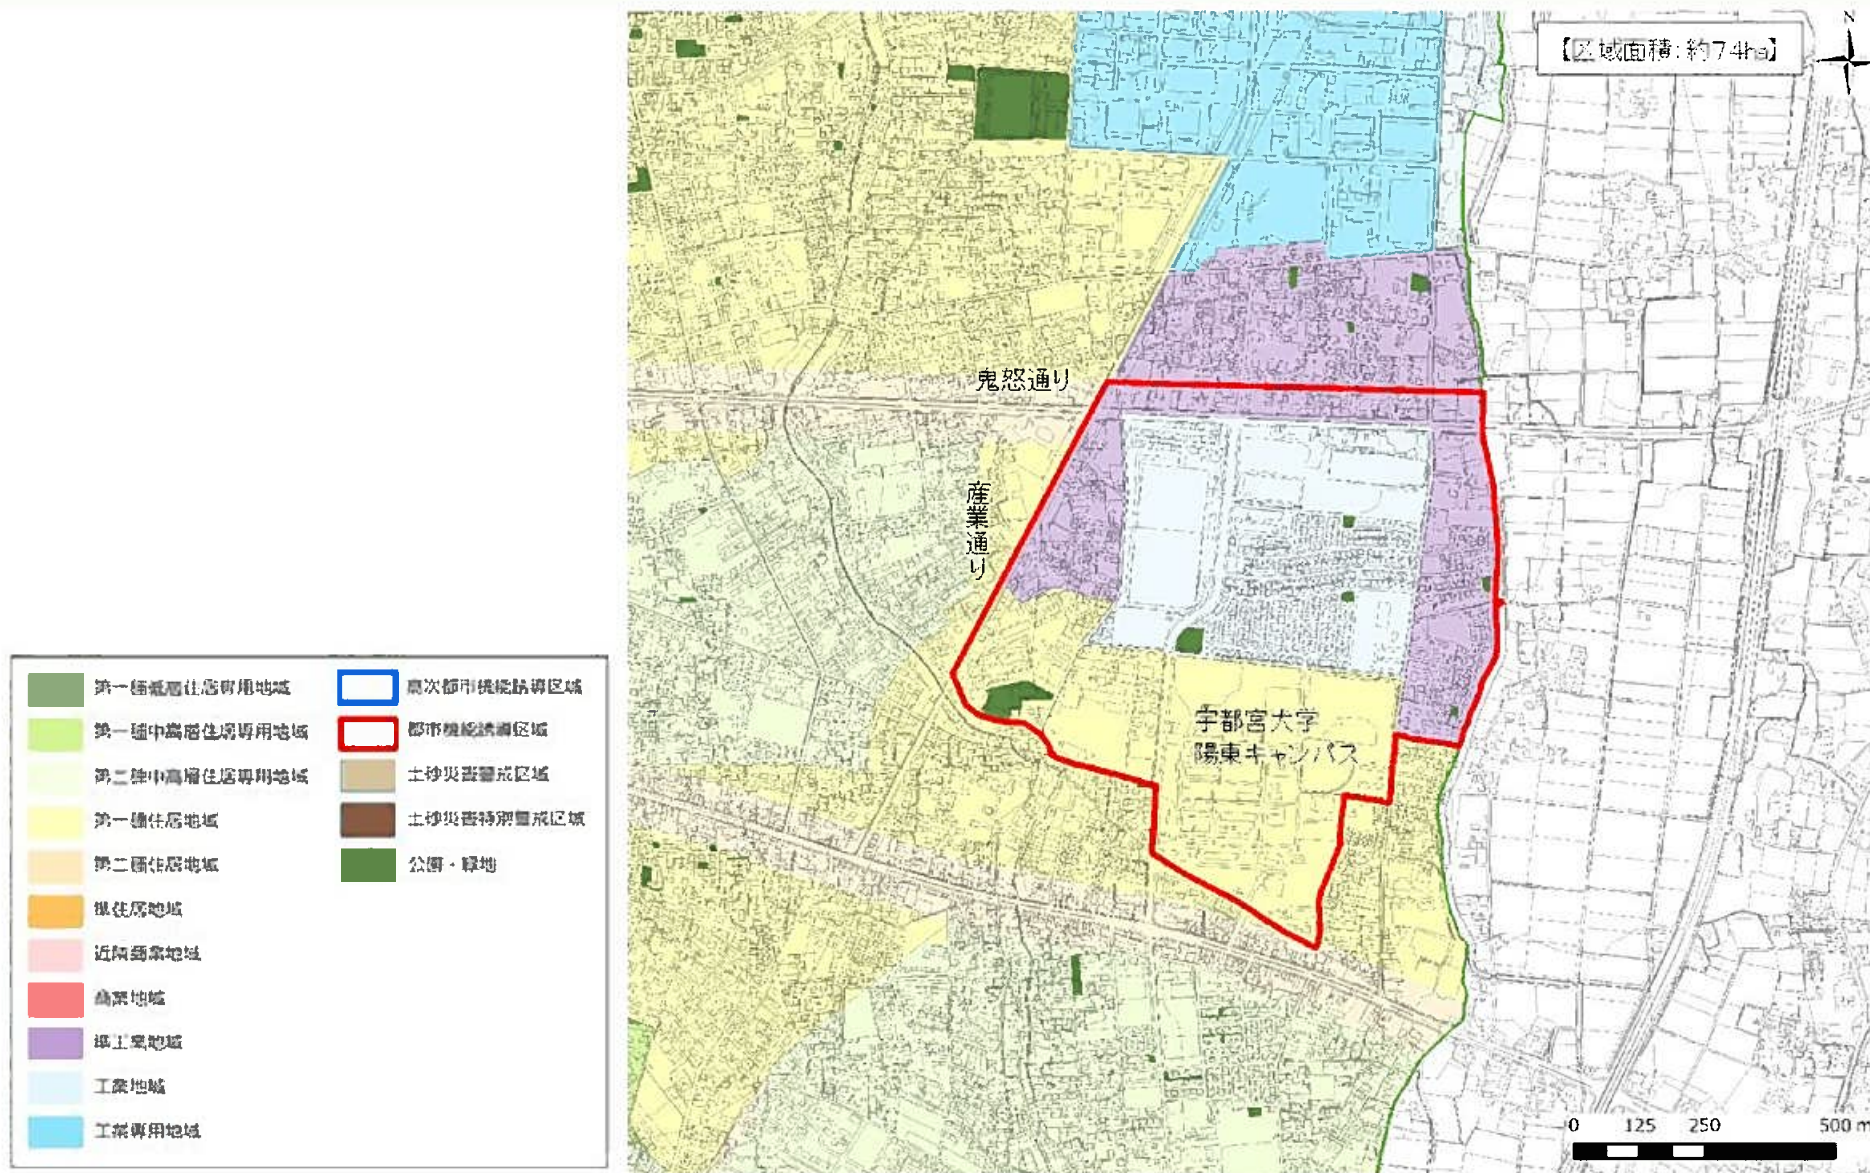 【区域面積:約74ha】
N
鬼怒通り
産業通り
宇都宮大学
陽東キャンパス
第一種低層住居専用地域
第一種中高層住居専用地域
第二種中高層住居専用地域
第一種住居地域
第二種住居地域
準住居地域
近隣商業地域
商業地域
準工業地域
工業地域
工業専用地域
高次都市機能誘導区域
都市機能誘導区域
土砂災害警戒区域
土砂災害特別警戒区域
公園・緑地
0 125 250 500 m